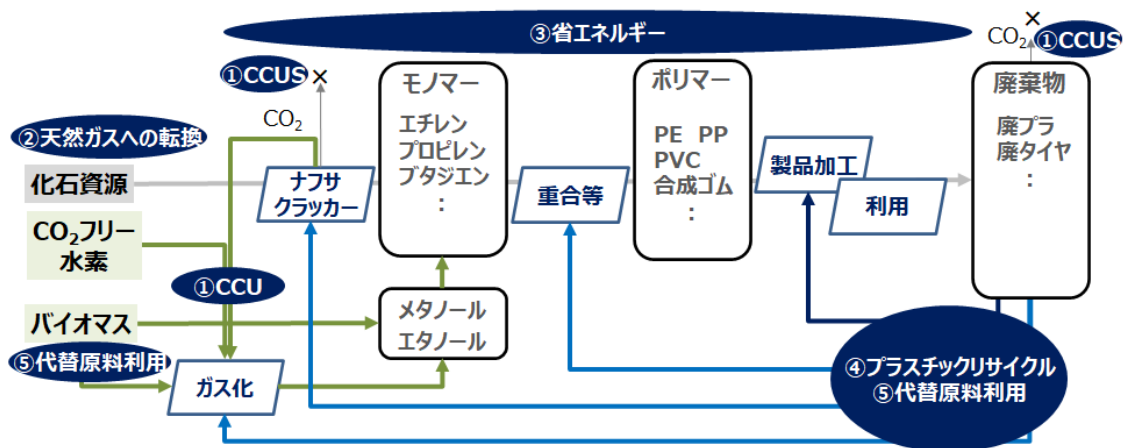 ③省エネルギー
CO₂
①CCUS
①CCUS
CO₂
モノマー
エチレン
プロピレン
ブタジエン
:
ポリマー
PE PP
PVC
合成ゴム
:
廃棄物
廃プラ
廃タイヤ
:
②天然ガスへの転換
化石資源
ナフサ
クラッカー
重合等
製品加工
利用
CO₂フリー
水素
①CCU
バイオマス
メタノール
エタノール
⑤代替原料利用
ガス化
④プラスチックリサイクル
⑤代替原料利用